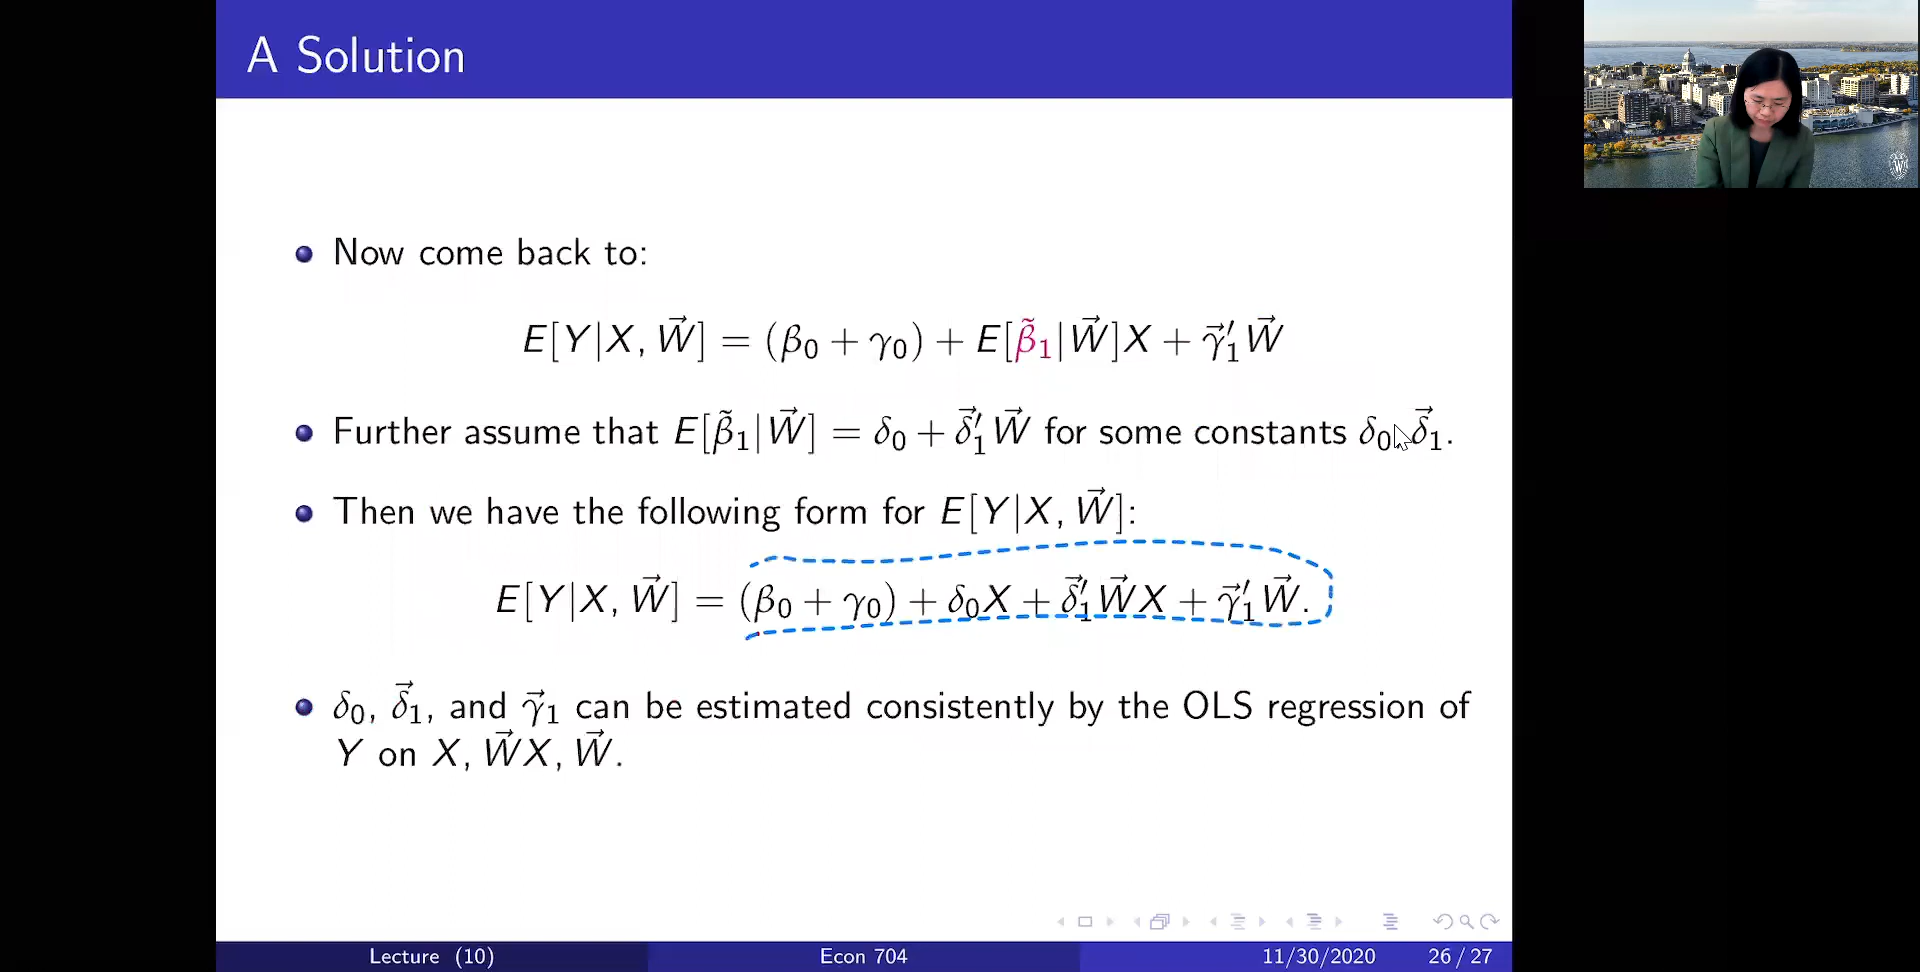 A Solution
Now come back to:
E[Y|X, W⃗] = (β₀ + γ₀) + E[β̃₁|W⃗]X + γ⃗₁′W⃗
Further assume that E[β̃₁|W⃗] = δ₀ + δ⃗₁′W⃗ for some constants δ₀, δ⃗₁.
Then we have the following form for E[Y|X, W⃗]:
E[Y|X, W⃗] = (β₀ + γ₀) + δ₀X + δ⃗₁′W⃗X + γ⃗₁′W⃗.
δ₀, δ⃗₁, and γ⃗₁ can be estimated consistently by the OLS regression of
Y on X, W⃗X, W⃗.
Lecture (10) Econ 704 11/30/2020 26 / 27
W